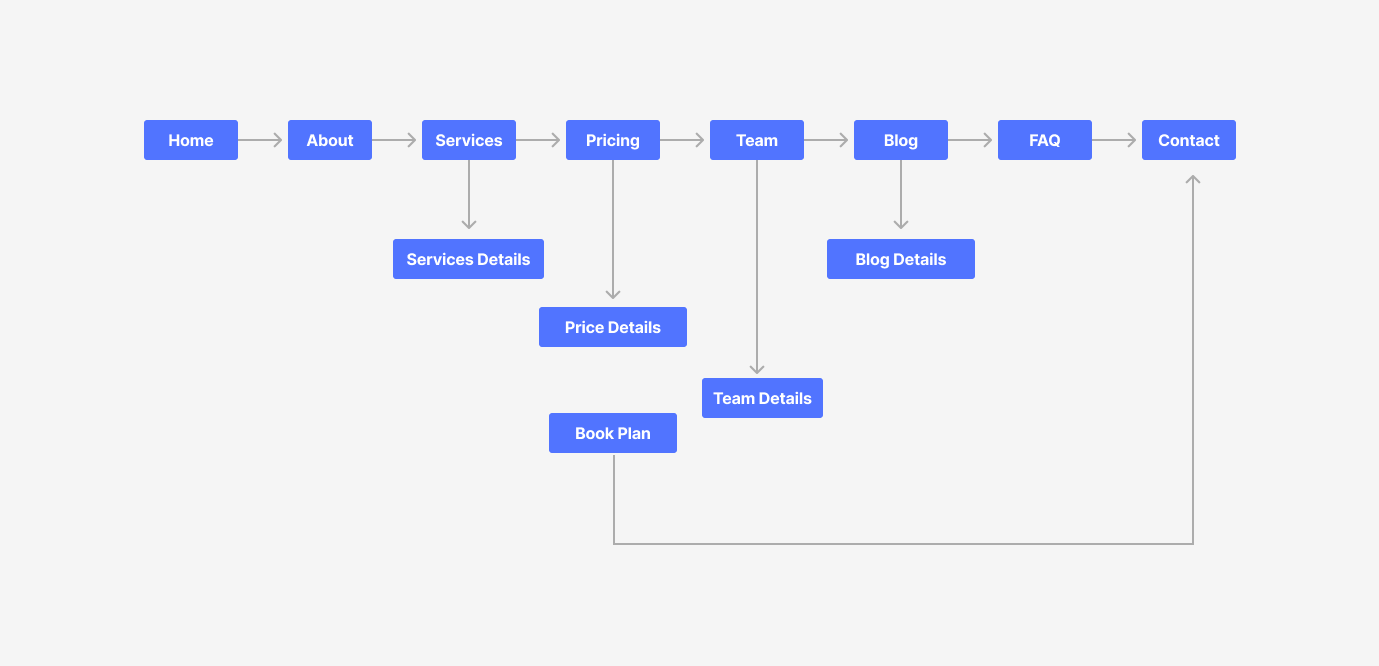 Home
About
Services
Pricing
Team
Blog
FAQ
Contact
Services Details
Blog Details
Price Details
Team Details
Book Plan